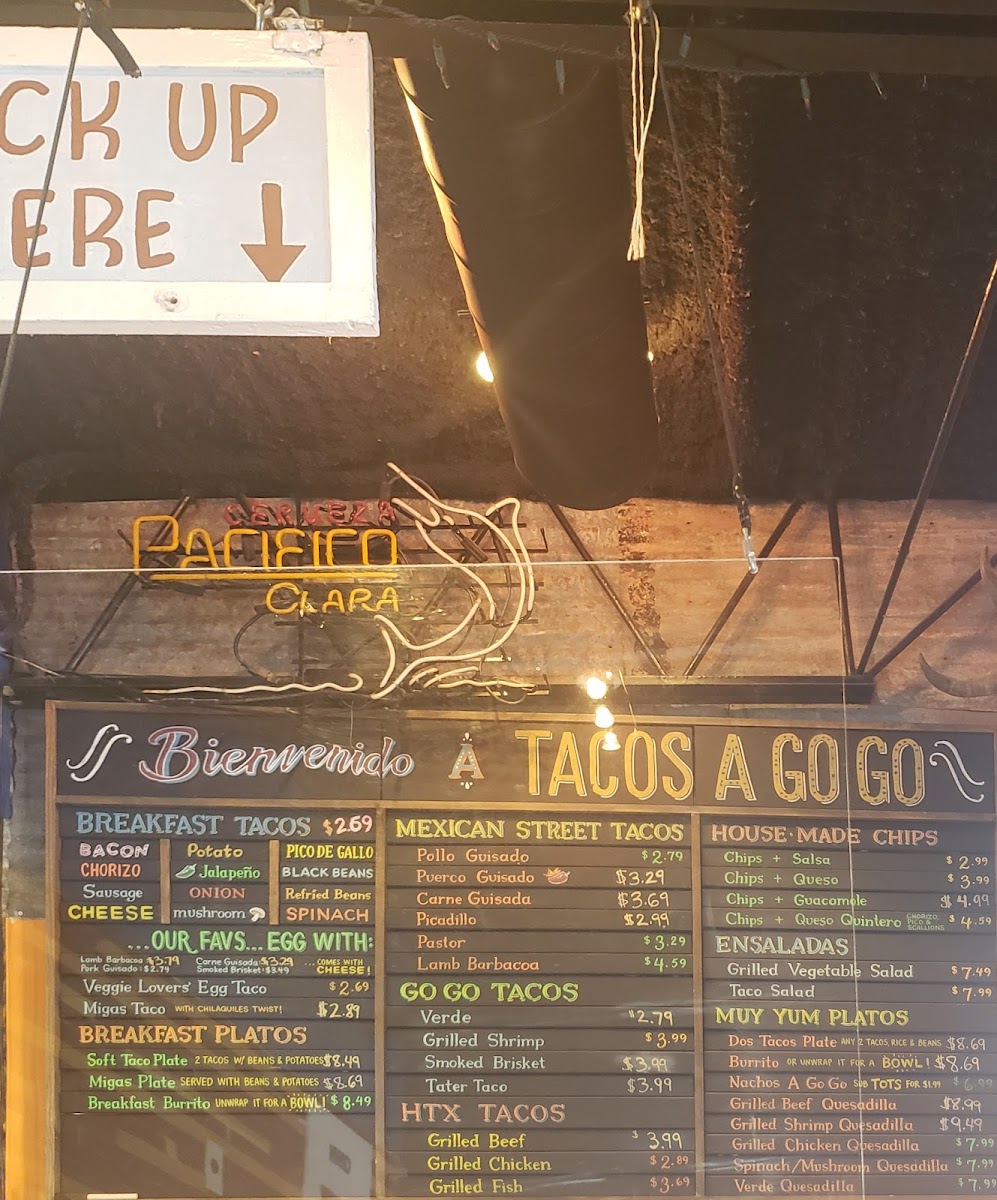 CK UP
ERE
CERVEZA
PACIFICO
CLARA
Bienvenido A TACOS A GO GO
BREAKFAST TACOS $2.69
BACON Potato PICO DE GALLO
CHORIZO Jalapeño BLACK BEANS
Sausage ONION Refried Beans
CHEESE mushroom SPINACH
...OUR FAVS... EGG WITH:
Lamb Barbacoa $3.79 Carne Guisada $3.29 ...COMES WITH
Pork Guisado $2.79 Smoked Brisket $3.49 CHEESE!
Veggie Lovers' Egg Taco $2.69
Migas Taco WITH CHILAQUILES TWIST! $2.89
BREAKFAST PLATOS
Soft Taco Plate 2 TACOS W/ BEANS & POTATOES $8.49
Migas Plate SERVED WITH BEANS & POTATOES $8.69
Breakfast Burrito UNWRAP IT FOR A BOWL! $8.49
MEXICAN STREET TACOS
Pollo Guisado $2.79
Puerco Guisado $3.29
Carne Guisada $3.69
Picadillo $2.99
Pastor $3.29
Lamb Barbacoa $4.59
GO GO TACOS
Verde $2.79
Grilled Shrimp $3.99
Smoked Brisket $3.99
Tater Taco $3.99
HTX TACOS
Grilled Beef $3.99
Grilled Chicken $2.89
Grilled Fish $3.69
HOUSE·MADE CHIPS
Chips + Salsa $2.99
Chips + Queso $3.99
Chips + Guacamole $4.99
Chips + Queso Quintero CHORIZO, PICO & SCALLIONS $4.59
ENSALADAS
Grilled Vegetable Salad $7.49
Taco Salad $7.99
MUY YUM PLATOS
Dos Tacos Plate ANY 2 TACOS, RICE & BEANS $8.69
Burrito OR UNWRAP IT FOR A BOWL! $8.69
Nachos A Go Go SUB TOTS FOR $1.99 $6.99
Grilled Beef Quesadilla $8.99
Grilled Shrimp Quesadilla $9.49
Grilled Chicken Quesadilla $7.99
Spinach/Mushroom Quesadilla $7.99
Verde Quesadilla $7.99